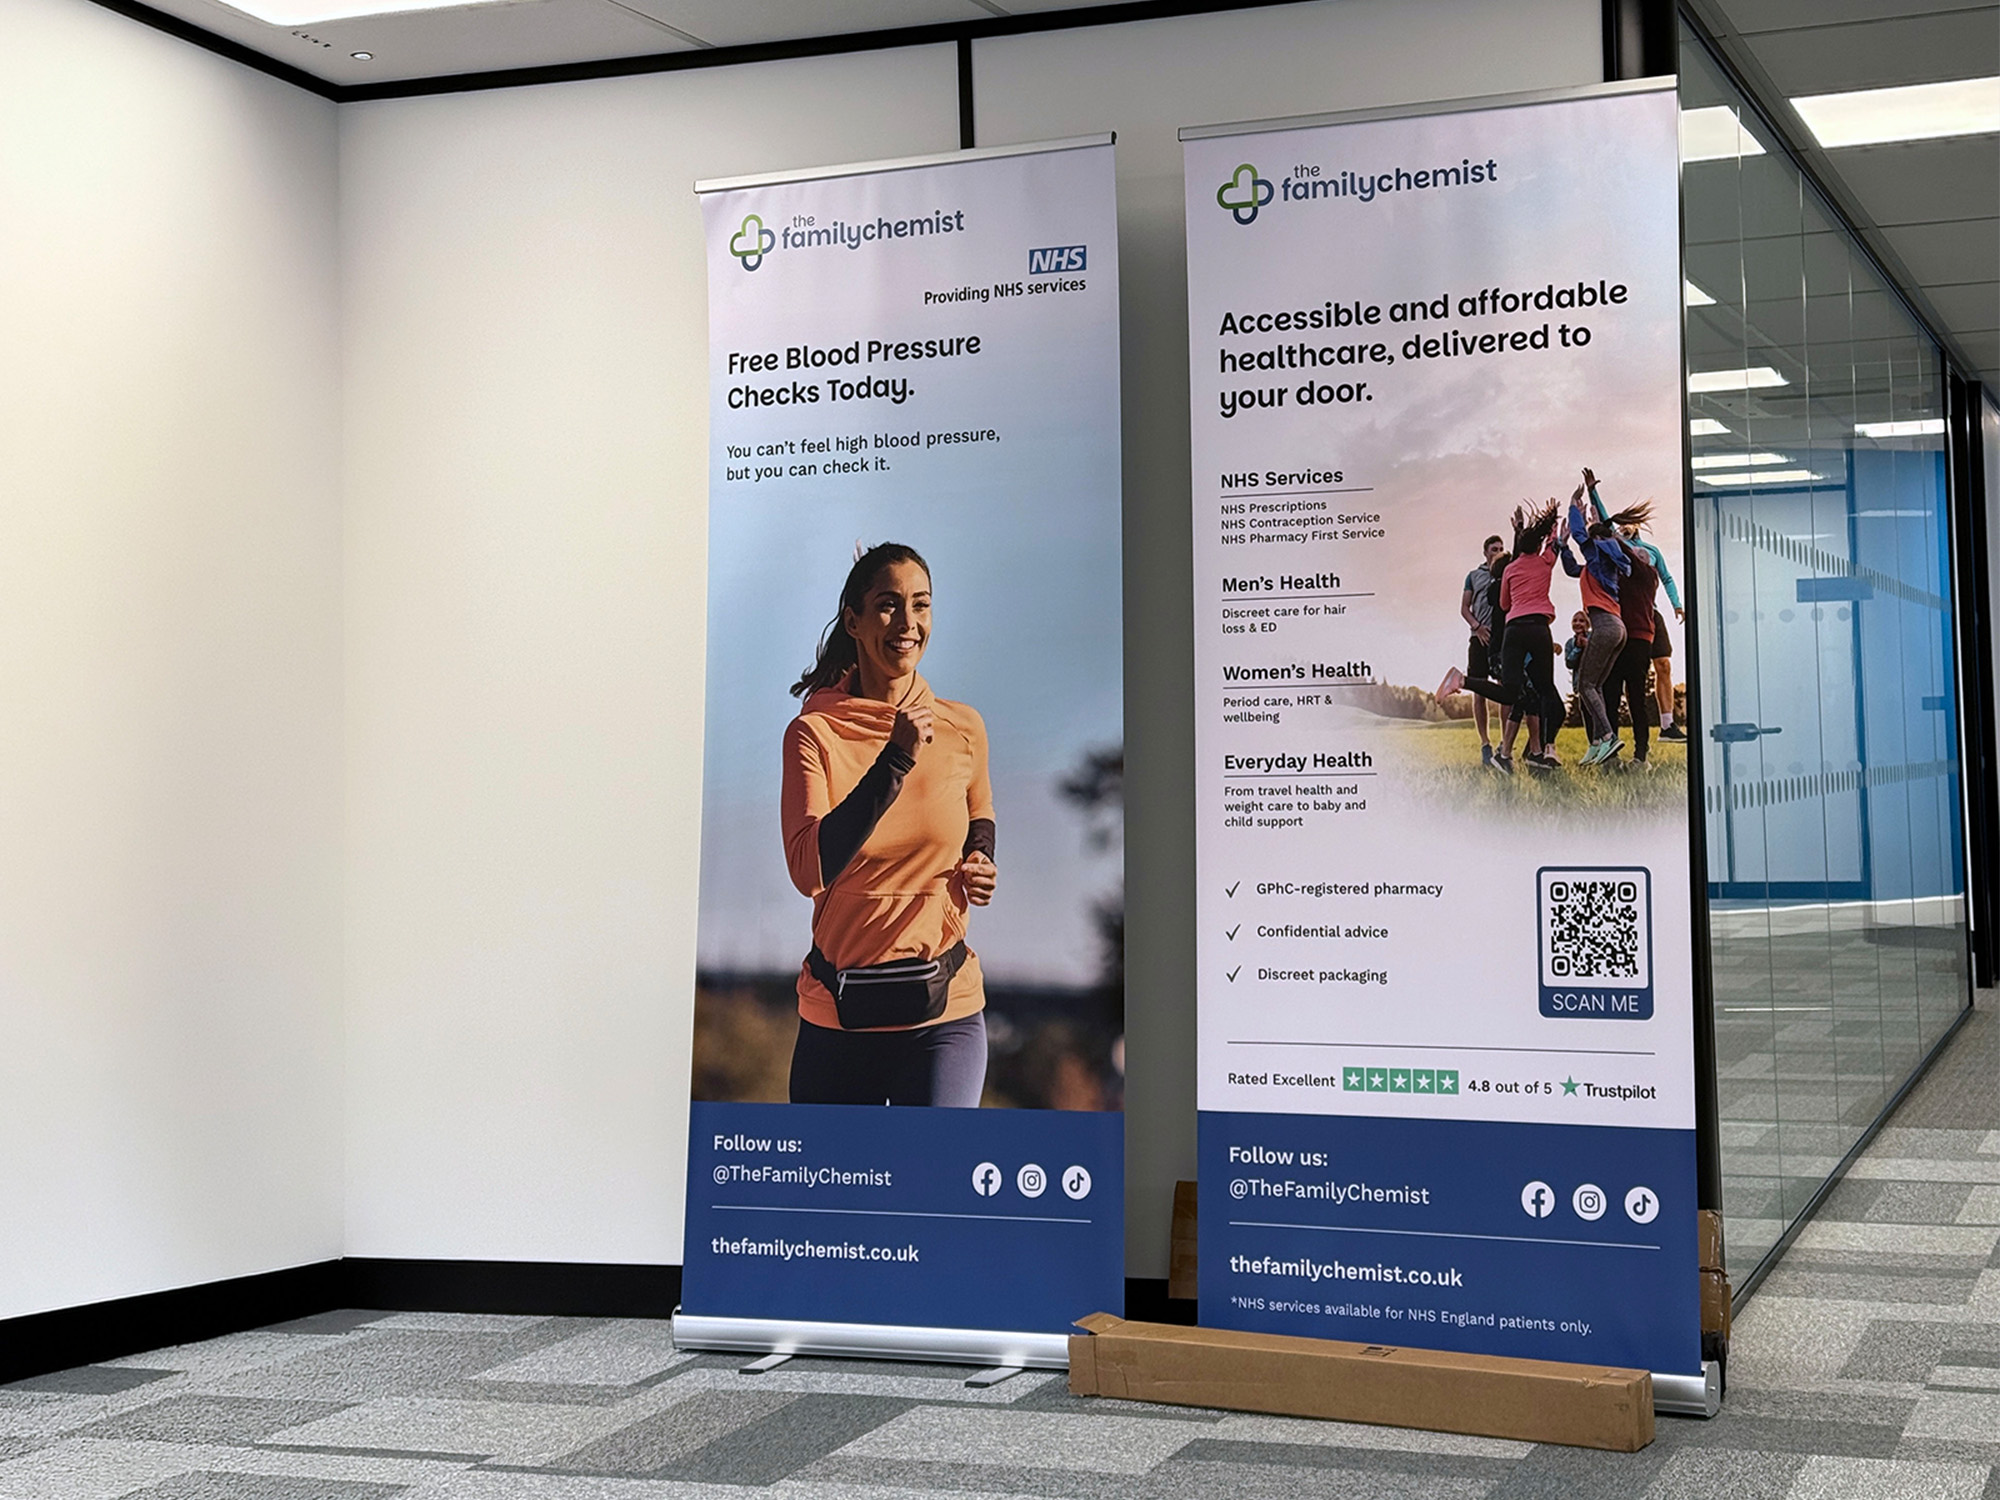 the
familychemist
NHS
Providing NHS services
Free Blood Pressure
Checks Today.
You can't feel high blood pressure,
but you can check it.
Follow us:
@TheFamilyChemist
thefamilychemist.co.uk
the
familychemist
Accessible and affordable
healthcare, delivered to
your door.
NHS Services
NHS Prescriptions
NHS Contraception Service
NHS Pharmacy First Service
Men's Health
Discreet care for hair
loss & ED
Women's Health
Period care, HRT &
wellbeing
Everyday Health
From travel health and
weight care to baby and
child support
GPhC-registered pharmacy
Confidential advice
Discreet packaging
SCAN ME
Rated Excellent 4.8 out of 5 Trustpilot
Follow us:
@TheFamilyChemist
thefamilychemist.co.uk
*NHS services available for NHS England patients only.